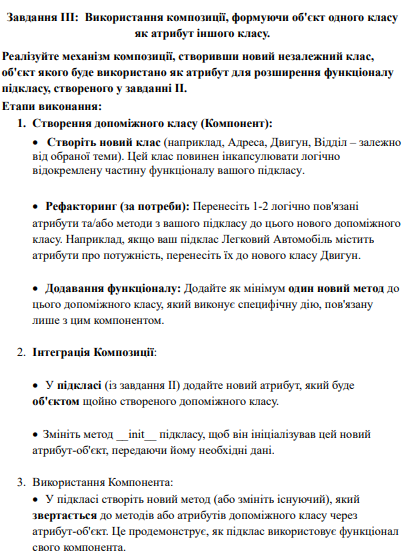 Завдання III: Використання композиції, формуючи об'єкт одного класу
як атрибут іншого класу.
Реалізуйте механізм композиції, створивши новий незалежний клас,
об'єкт якого буде використано як атрибут для розширення функціоналу
підкласу, створеного у завданні II.
Етапи виконання:
1. Створення допоміжного класу (Компонент):
• Створіть новий клас (наприклад, Адреса, Двигун, Відділ – залежно
від обраної теми). Цей клас повинен інкапсулювати логічно
відокремлену частину функціоналу вашого підкласу.
• Рефакторинг (за потреби): Перенесіть 1-2 логічно пов'язані
атрибути та/або методи з вашого підкласу до цього нового допоміжного
класу. Наприклад, якщо ваш підклас Легковий Автомобіль містить
атрибути про потужність, перенесіть їх до нового класу Двигун.
• Додавання функціоналу: Додайте як мінімум один новий метод до
цього допоміжного класу, який виконує специфічну дію, пов'язану
лише з цим компонентом.
2. Інтеграція Композиції:
• У підкласі (із завдання II) додайте новий атрибут, який буде
об'єктом щойно створеного допоміжного класу.
• Змініть метод __init__ підкласу, щоб він ініціалізував цей новий
атрибут-об'єкт, передаючи йому необхідні дані.
3. Використання Компонента:
• У підкласі створіть новий метод (або змініть існуючий), який
звертається до методів або атрибутів допоміжного класу через
атрибут-об'єкт. Це продемонструє, як підклас використовує функціонал
свого компонента.